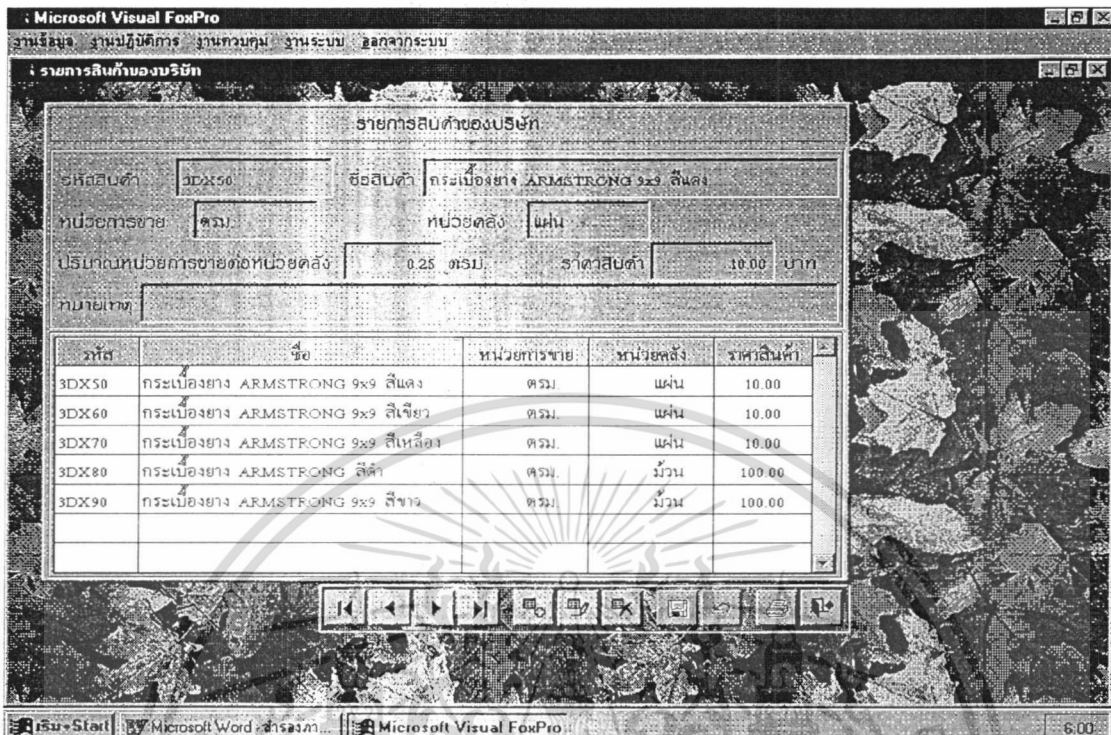 Microsoft Visual FoxPro
งานข้อมูล งานปฏิบัติการ งานควบคุม งานระบบ ออกจากระบบ
รายการสินค้าของบริษัท
รายการสินค้าของบริษัท
รหัสสินค้า 3DX50 ชื่อสินค้า กระเบื้องยาง ARMSTRONG 9x9 สีแดง
หน่วยการขาย ตรม. หน่วยคลัง แผ่น
ปริมาณหน่วยการขายต่อหน่วยคลัง 0.25 ตรม. ราคาสินค้า 10.00 บาท
หมายเหตุ
รหัส ชื่อ หน่วยการขาย หน่วยคลัง ราคาสินค้า
3DX50 กระเบื้องยาง ARMSTRONG 9x9 สีแดง ตรม. แผ่น 10.00
3DX60 กระเบื้องยาง ARMSTRONG 9x9 สีเขียว ตรม. แผ่น 10.00
3DX70 กระเบื้องยาง ARMSTRONG 9x9 สีเหลือง ตรม. แผ่น 10.00
3DX80 กระเบื้องยาง ARMSTRONG สีดำ ตรม. ม้วน 100.00
3DX90 กระเบื้องยาง ARMSTRONG 9x9 สีขาว ตรม. ม้วน 100.00
เริ่ม-Start Microsoft Word - สำรองภา... Microsoft Visual FoxPro 6:00